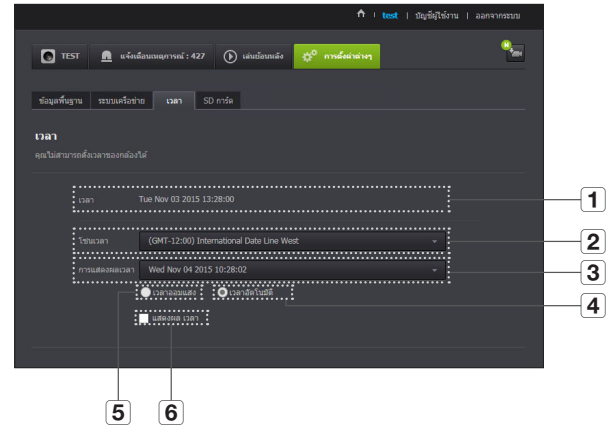 test | บัญชีผู้ใช้งาน | ออกจากระบบ
N
TEST แจ้งเตือนเหตุการณ์ : 427 เล่นย้อนหลัง การตั้งค่าต่างๆ
ข้อมูลพื้นฐาน ระบบเครือข่าย เวลา SD การ์ด
เวลา
คุณไม่สามารถตั้งเวลาของกล้องได้
เวลา Tue Nov 03 2015 13:28:00 1
โซนเวลา (GMT-12:00) International Date Line West 2
การแสดงผลเวลา Wed Nov 04 2015 10:28:02 3
เวลาออมแสง เวลาอัตโนมัติ 4
แสดงผล เวลา
5 6